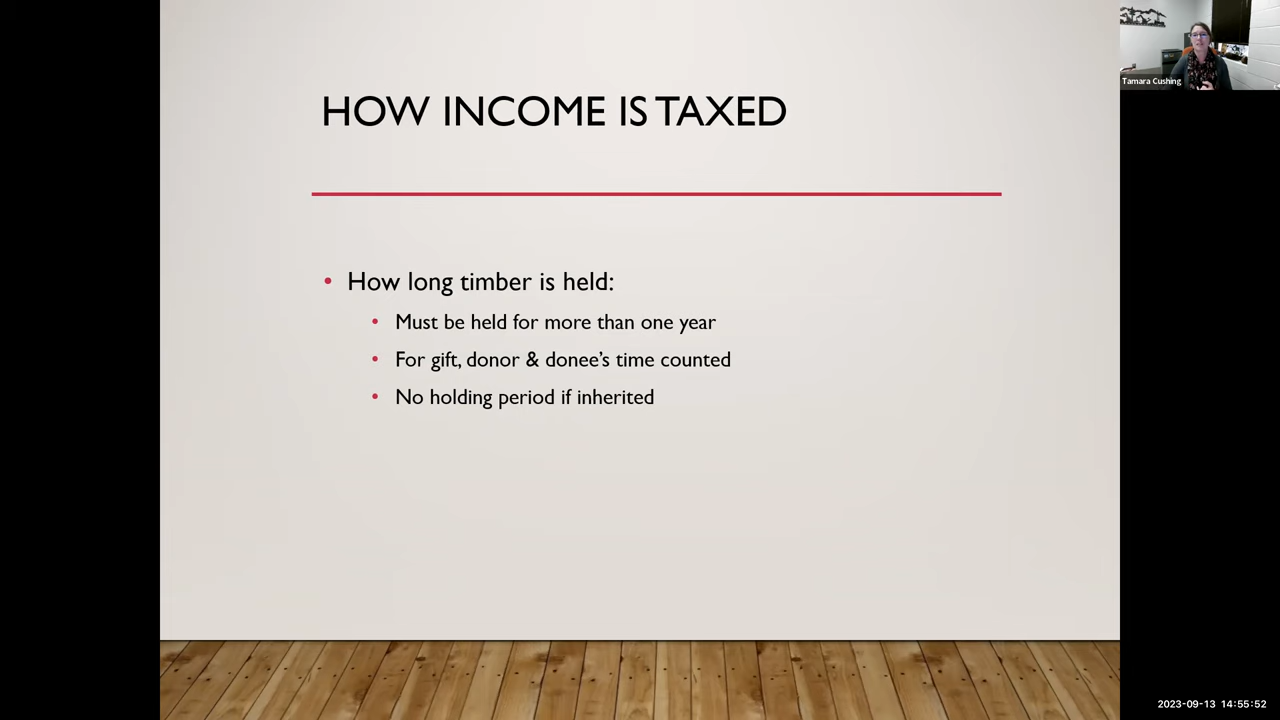 HOW INCOME IS TAXED
• How long timber is held:
• Must be held for more than one year
• For gift, donor & donee's time counted
• No holding period if inherited
Tamara Cushing
2023-09-13 14:55:52